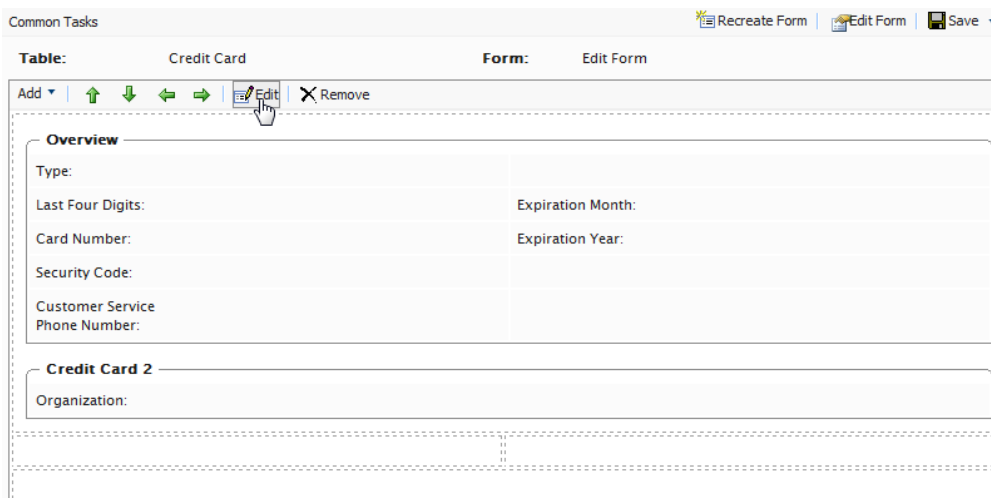 Common Tasks Recreate Form Edit Form Save
Table: Credit Card Form: Edit Form
Add Edit Remove
Overview
Type:
Last Four Digits: Expiration Month:
Card Number: Expiration Year:
Security Code:
Customer Service
Phone Number:
Credit Card 2
Organization: